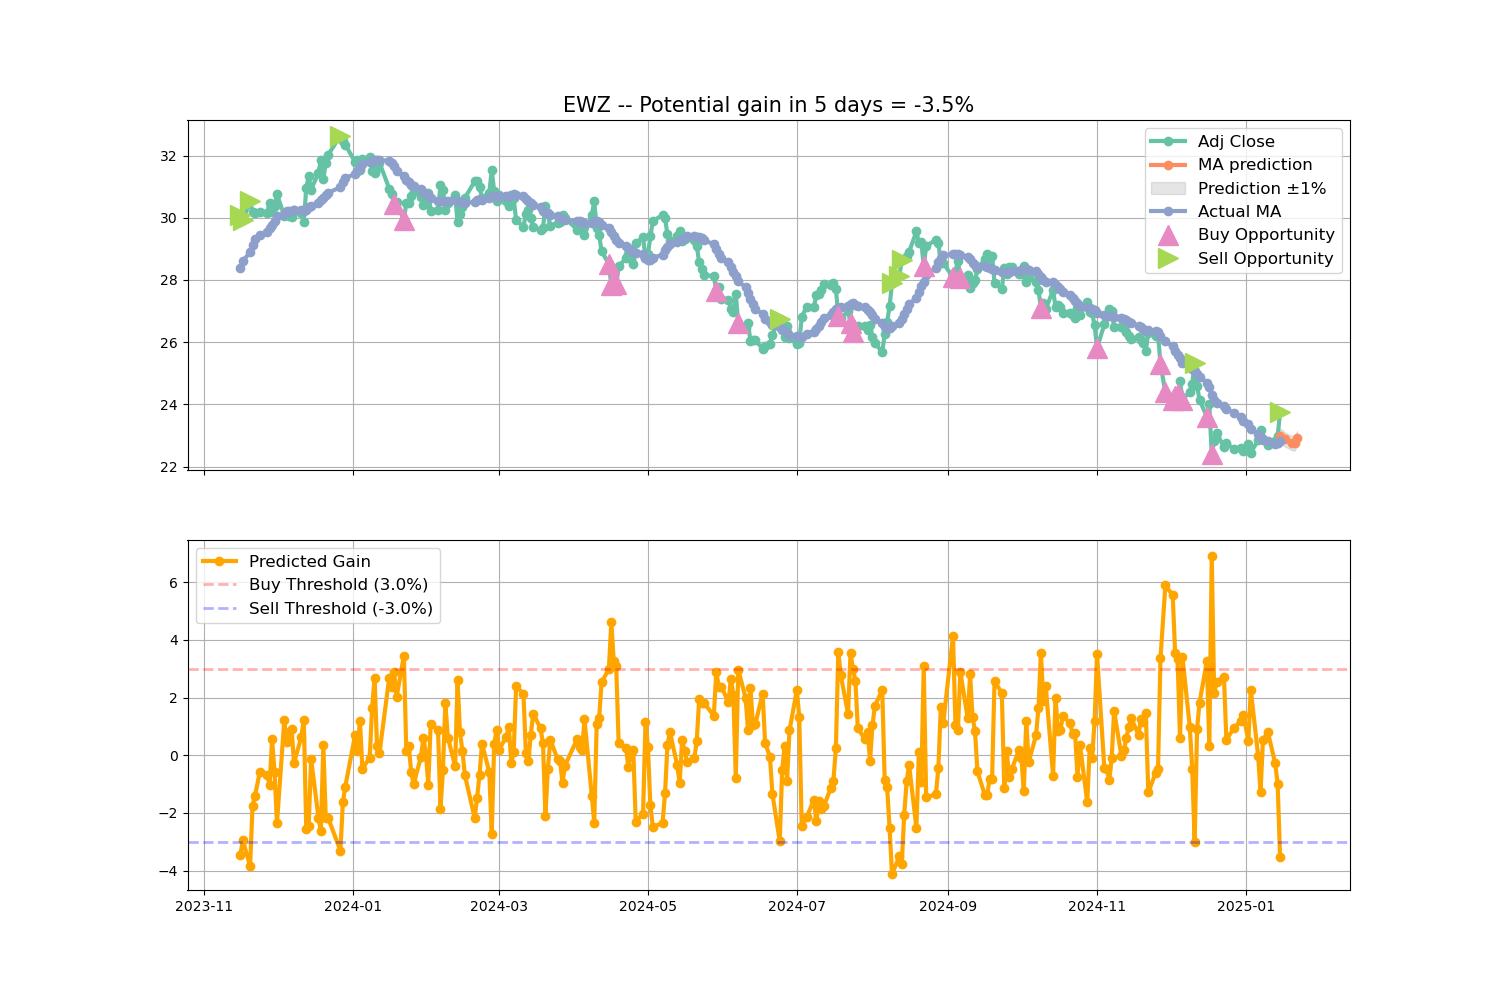 EWZ -- Potential gain in 5 days = -3.5%
32
30
28
26
24
22
Adj Close
MA prediction
Prediction ±1%
Actual MA
Buy Opportunity
Sell Opportunity
6
4
2
0
−2
−4
Predicted Gain
Buy Threshold (3.0%)
Sell Threshold (-3.0%)
2023-11 2024-01 2024-03 2024-05 2024-07 2024-09 2024-11 2025-01